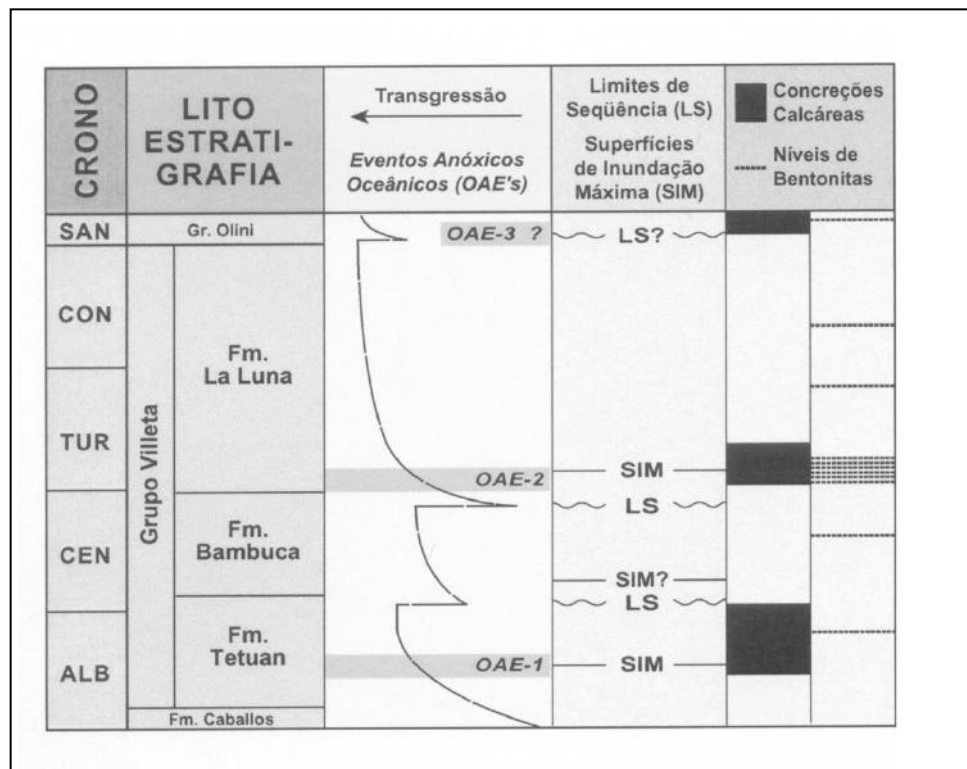 CRONO
LITO
ESTRATI-
GRAFIA
Transgressão
Eventos Anóxicos
Oceânicos (OAE's)
Limites de
Seqüência (LS)
Superfícies
de Inundação
Máxima (SIM)
Concreções
Calcáreas
Níveis de
Bentonitas
SAN
Gr. Olini
OAE-3 ?
LS?
CON
Grupo Villeta
Fm.
La Luna
TUR
OAE-2
SIM
LS
CEN
Fm.
Bambuca
SIM?
LS
ALB
Fm.
Tetuan
OAE-1
SIM
Fm. Caballos